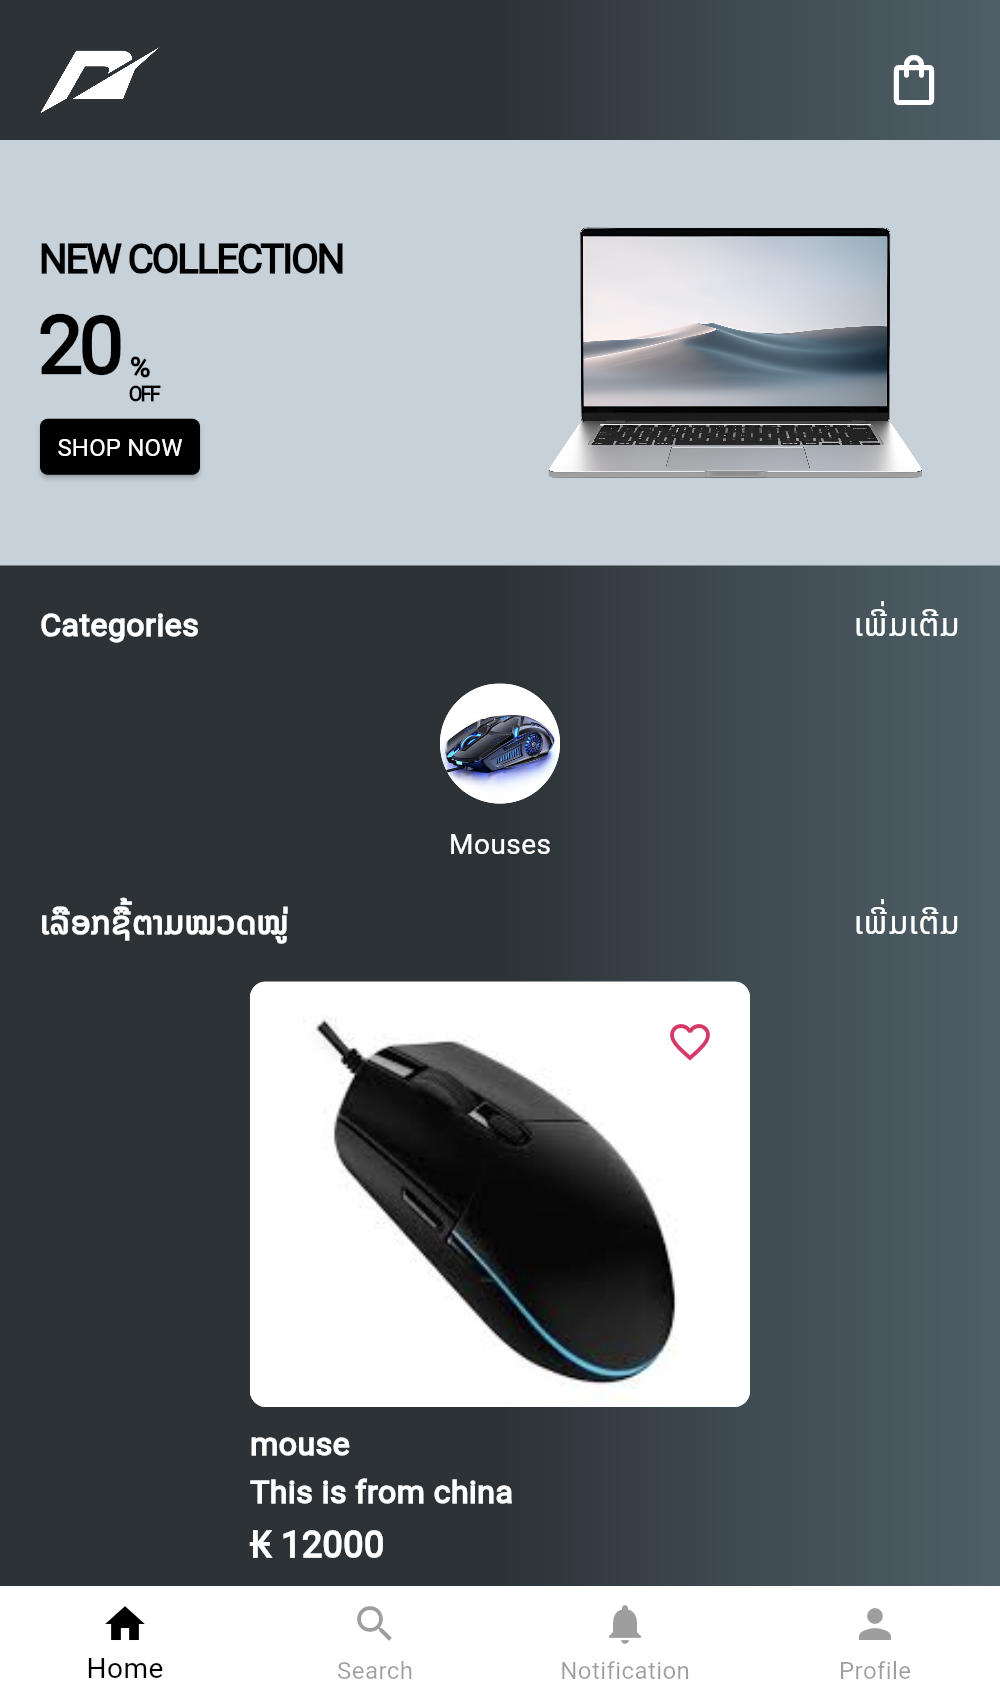 NEW COLLECTION
20 %
OFF
SHOP NOW
Categories
ເພີ່ມເຕີມ
Mouses
ເລືອກຊື້ຕາມໝວດໝູ່
ເພີ່ມເຕີມ
mouse
This is from china
₭ 12000
Home
Search
Notification
Profile